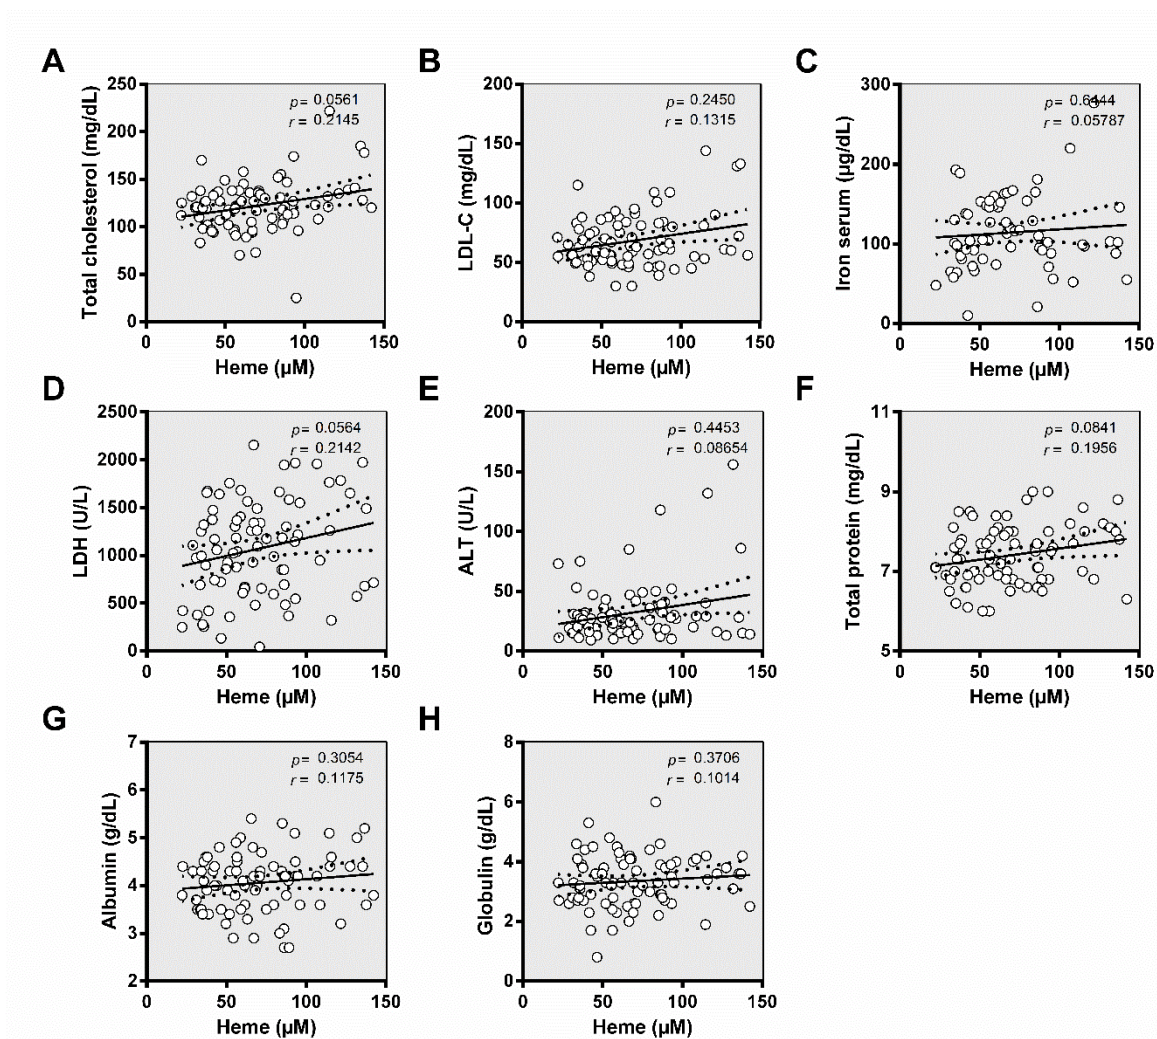 A
Total cholesterol (mg/dL)
250
200
150
100
50
0
p= 0.0561
r = 0.2145
0 50 100 150
Heme (µM)
B
LDL-C (mg/dL)
200
150
100
50
0
p= 0.2450
r = 0.1315
0 50 100 150
Heme (µM)
C
Iron serum (µg/dL)
300
200
100
0
p= 0.6444
r = 0.05787
0 50 100 150
Heme (µM)
D
LDH (U/L)
2500
2000
1500
1000
500
0
p= 0.0564
r = 0.2142
0 50 100 150
Heme (µM)
E
ALT (U/L)
200
150
100
50
0
p= 0.4453
r = 0.08654
0 50 100 150
Heme (µM)
F
Total protein (mg/dL)
11
9
7
5
p= 0.0841
r = 0.1956
0 50 100 150
Heme (µM)
G
Albumin (g/dL)
7
6
5
4
3
2
p= 0.3054
r = 0.1175
0 50 100 150
Heme (µM)
H
Globulin (g/dL)
8
6
4
2
0
p= 0.3706
r = 0.1014
0 50 100 150
Heme (µM)